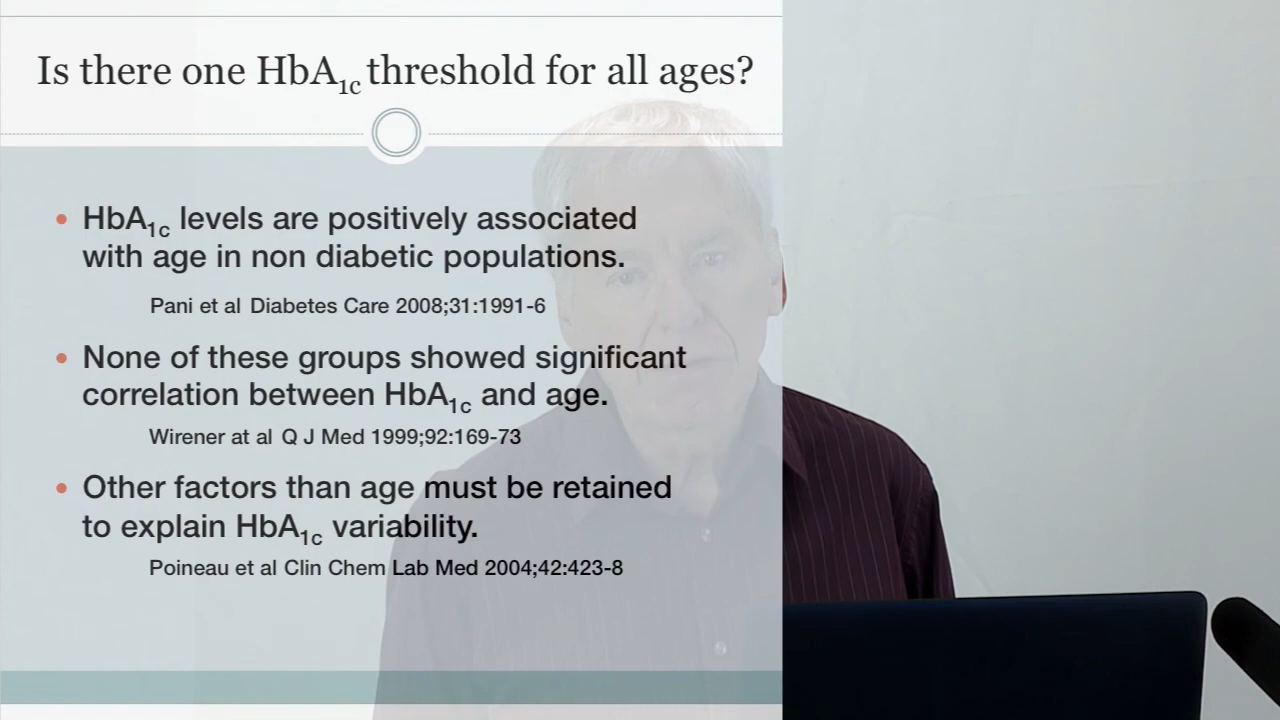 Is there one HbA1c threshold for all ages?
• HbA1c levels are positively associated
with age in non diabetic populations.
Pani et al Diabetes Care 2008;31:1991-6
• None of these groups showed significant
correlation between HbA1c and age.
Wirener at al Q J Med 1999;92:169-73
• Other factors than age must be retained
to explain HbA1c variability.
Poineau et al Clin Chem Lab Med 2004;42:423-8